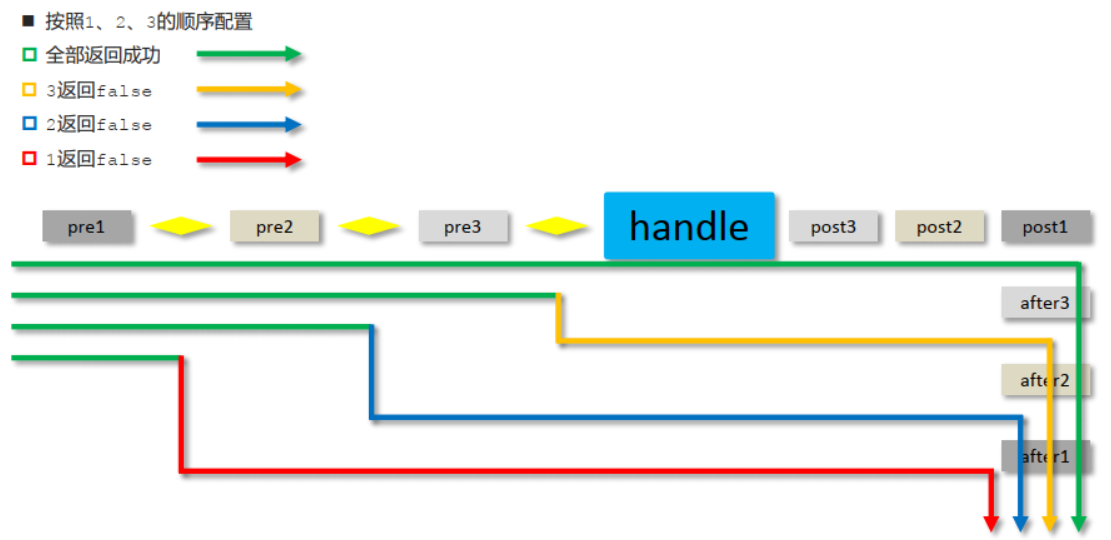 按照1、2、3的顺序配置
全部返回成功
3返回false
2返回false
1返回false
pre1 pre2 pre3 handle post3 post2 post1
after3
after2
after1